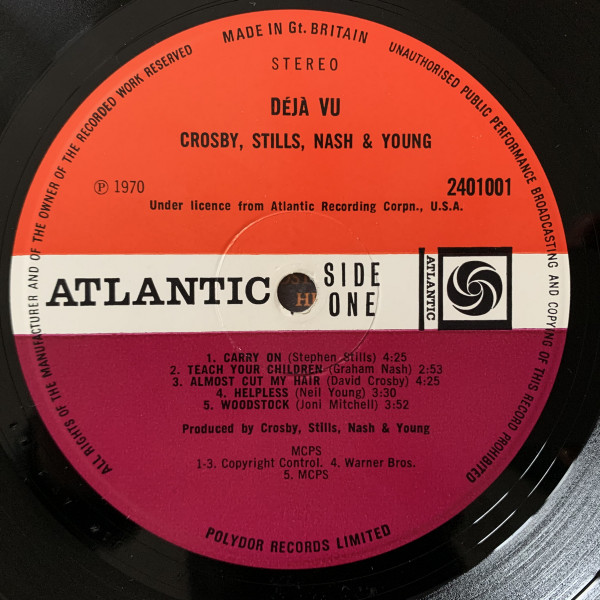 MADE IN Gt. BRITAIN
ALL RIGHTS OF THE MANUFACTURER AND OF THE OWNER OF THE RECORDED WORK RESERVED
UNAUTHORISED PUBLIC PERFORMANCE BROADCASTING AND COPYING OF THIS RECORD PROHIBITED
STEREO
DÉJÀ VU
CROSBY, STILLS, NASH & YOUNG
℗ 1970
2401001
Under licence from Atlantic Recording Corpn., U.S.A.
ATLANTIC
SIDE
ONE
ATLANTIC
1. CARRY ON (Stephen Stills) 4:25
2. TEACH YOUR CHILDREN (Graham Nash) 2:53
3. ALMOST CUT MY HAIR (David Crosby) 4:25
4. HELPLESS (Neil Young) 3:30
5. WOODSTOCK (Joni Mitchell) 3:52
Produced by Crosby, Stills, Nash & Young
MCPS
1-3. Copyright Control. 4. Warner Bros.
5. MCPS
POLYDOR RECORDS LIMITED